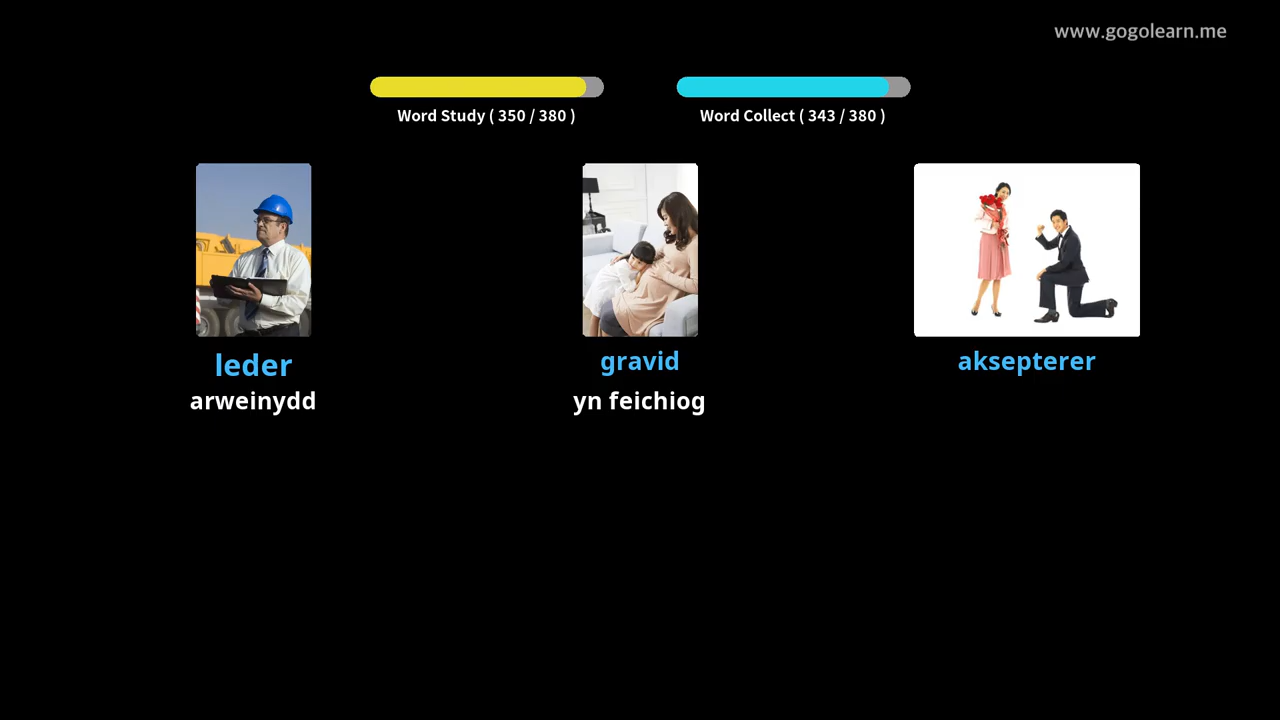 www.gogolearn.me
Word Study ( 350 / 380 )
Word Collect ( 343 / 380 )
leder
gravid
aksepterer
arweinydd
yn feichiog